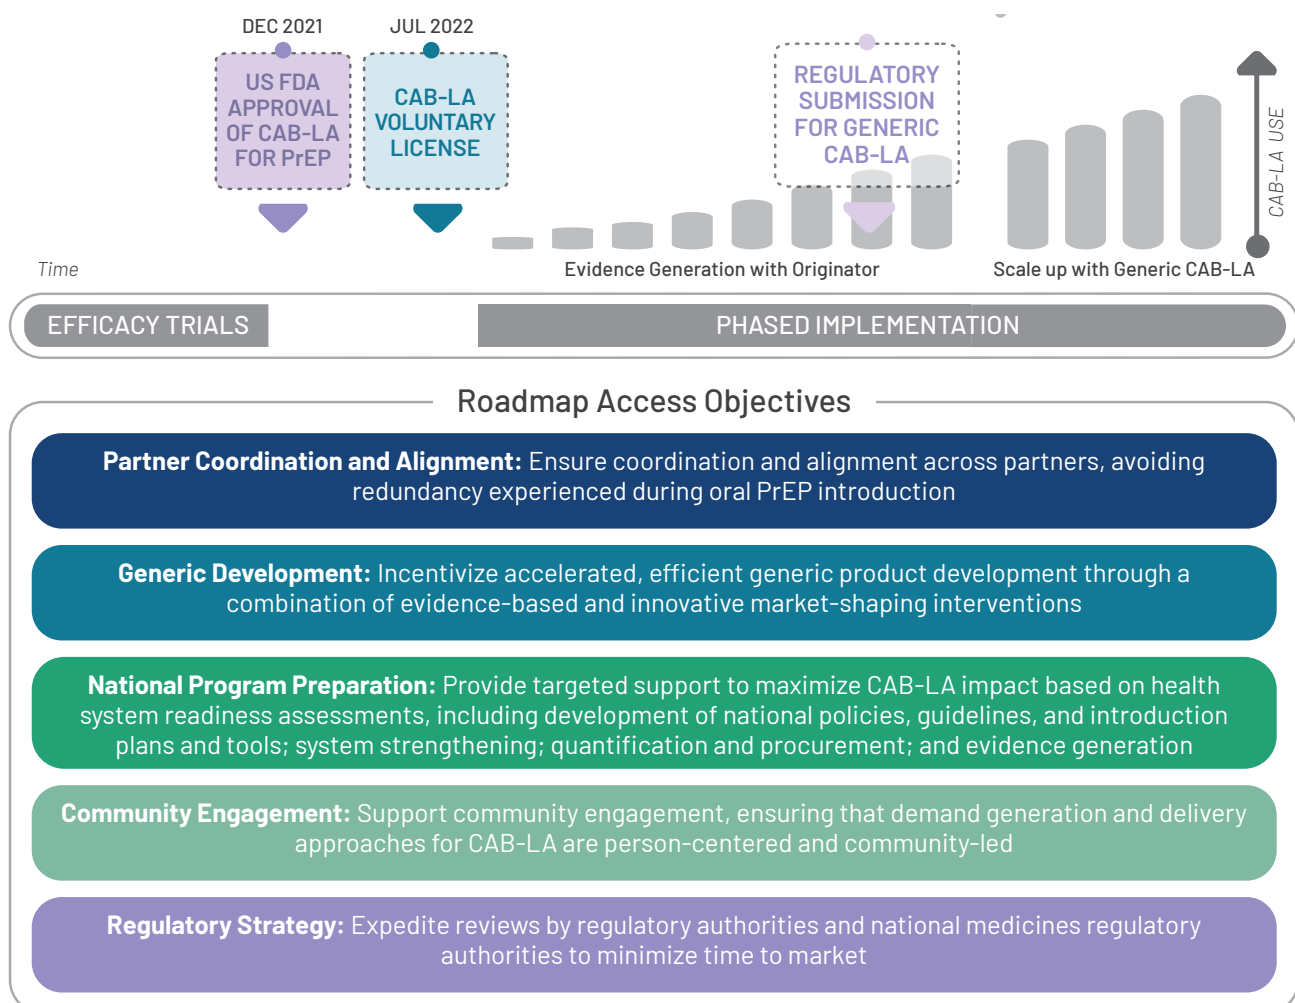 DEC 2021
JUL 2022
US FDA
APPROVAL
OF CAB-LA
FOR PrEP
CAB-LA
VOLUNTARY
LICENSE
REGULATORY
SUBMISSION
FOR GENERIC
CAB-LA
CAB-LA USE
Time
Evidence Generation with Originator
Scale up with Generic CAB-LA
EFFICACY TRIALS
PHASED IMPLEMENTATION
Roadmap Access Objectives
Partner Coordination and Alignment: Ensure coordination and alignment across partners, avoiding
redundancy experienced during oral PrEP introduction
Generic Development: Incentivize accelerated, efficient generic product development through a
combination of evidence-based and innovative market-shaping interventions
National Program Preparation: Provide targeted support to maximize CAB-LA impact based on health
system readiness assessments, including development of national policies, guidelines, and introduction
plans and tools; system strengthening; quantification and procurement; and evidence generation
Community Engagement: Support community engagement, ensuring that demand generation and delivery
approaches for CAB-LA are person-centered and community-led
Regulatory Strategy: Expedite reviews by regulatory authorities and national medicines regulatory
authorities to minimize time to market